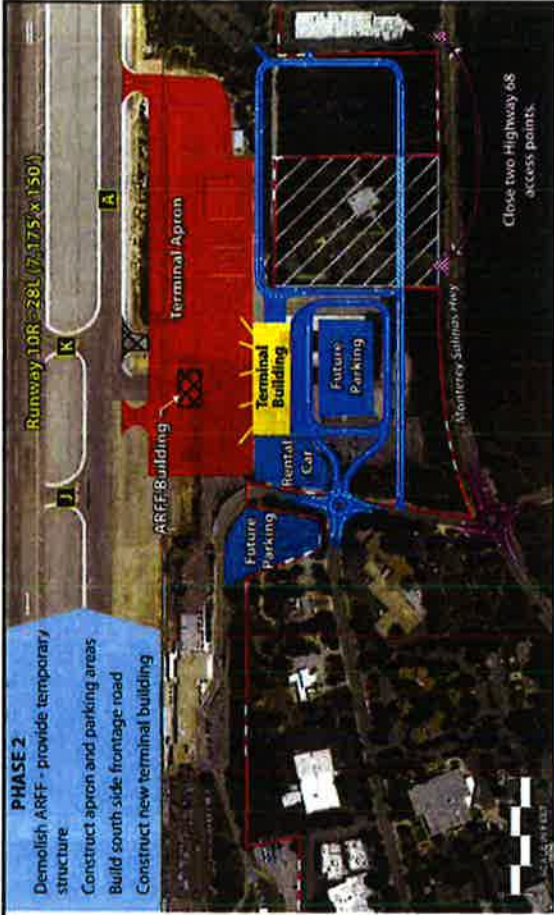 PHASE 2
Demolish ARFF - provide temporary
structure
Construct apron and parking areas
Build south side frontage road
Construct new terminal building
Runway 10R - 28L (7,175' x 150')
J
K
A
ARFF Building
Terminal Apron
Terminal
Building
Future
Parking
Rental
Car
Future
Parking
Monterey Salinas Hwy
Close two Highway 68
access points.